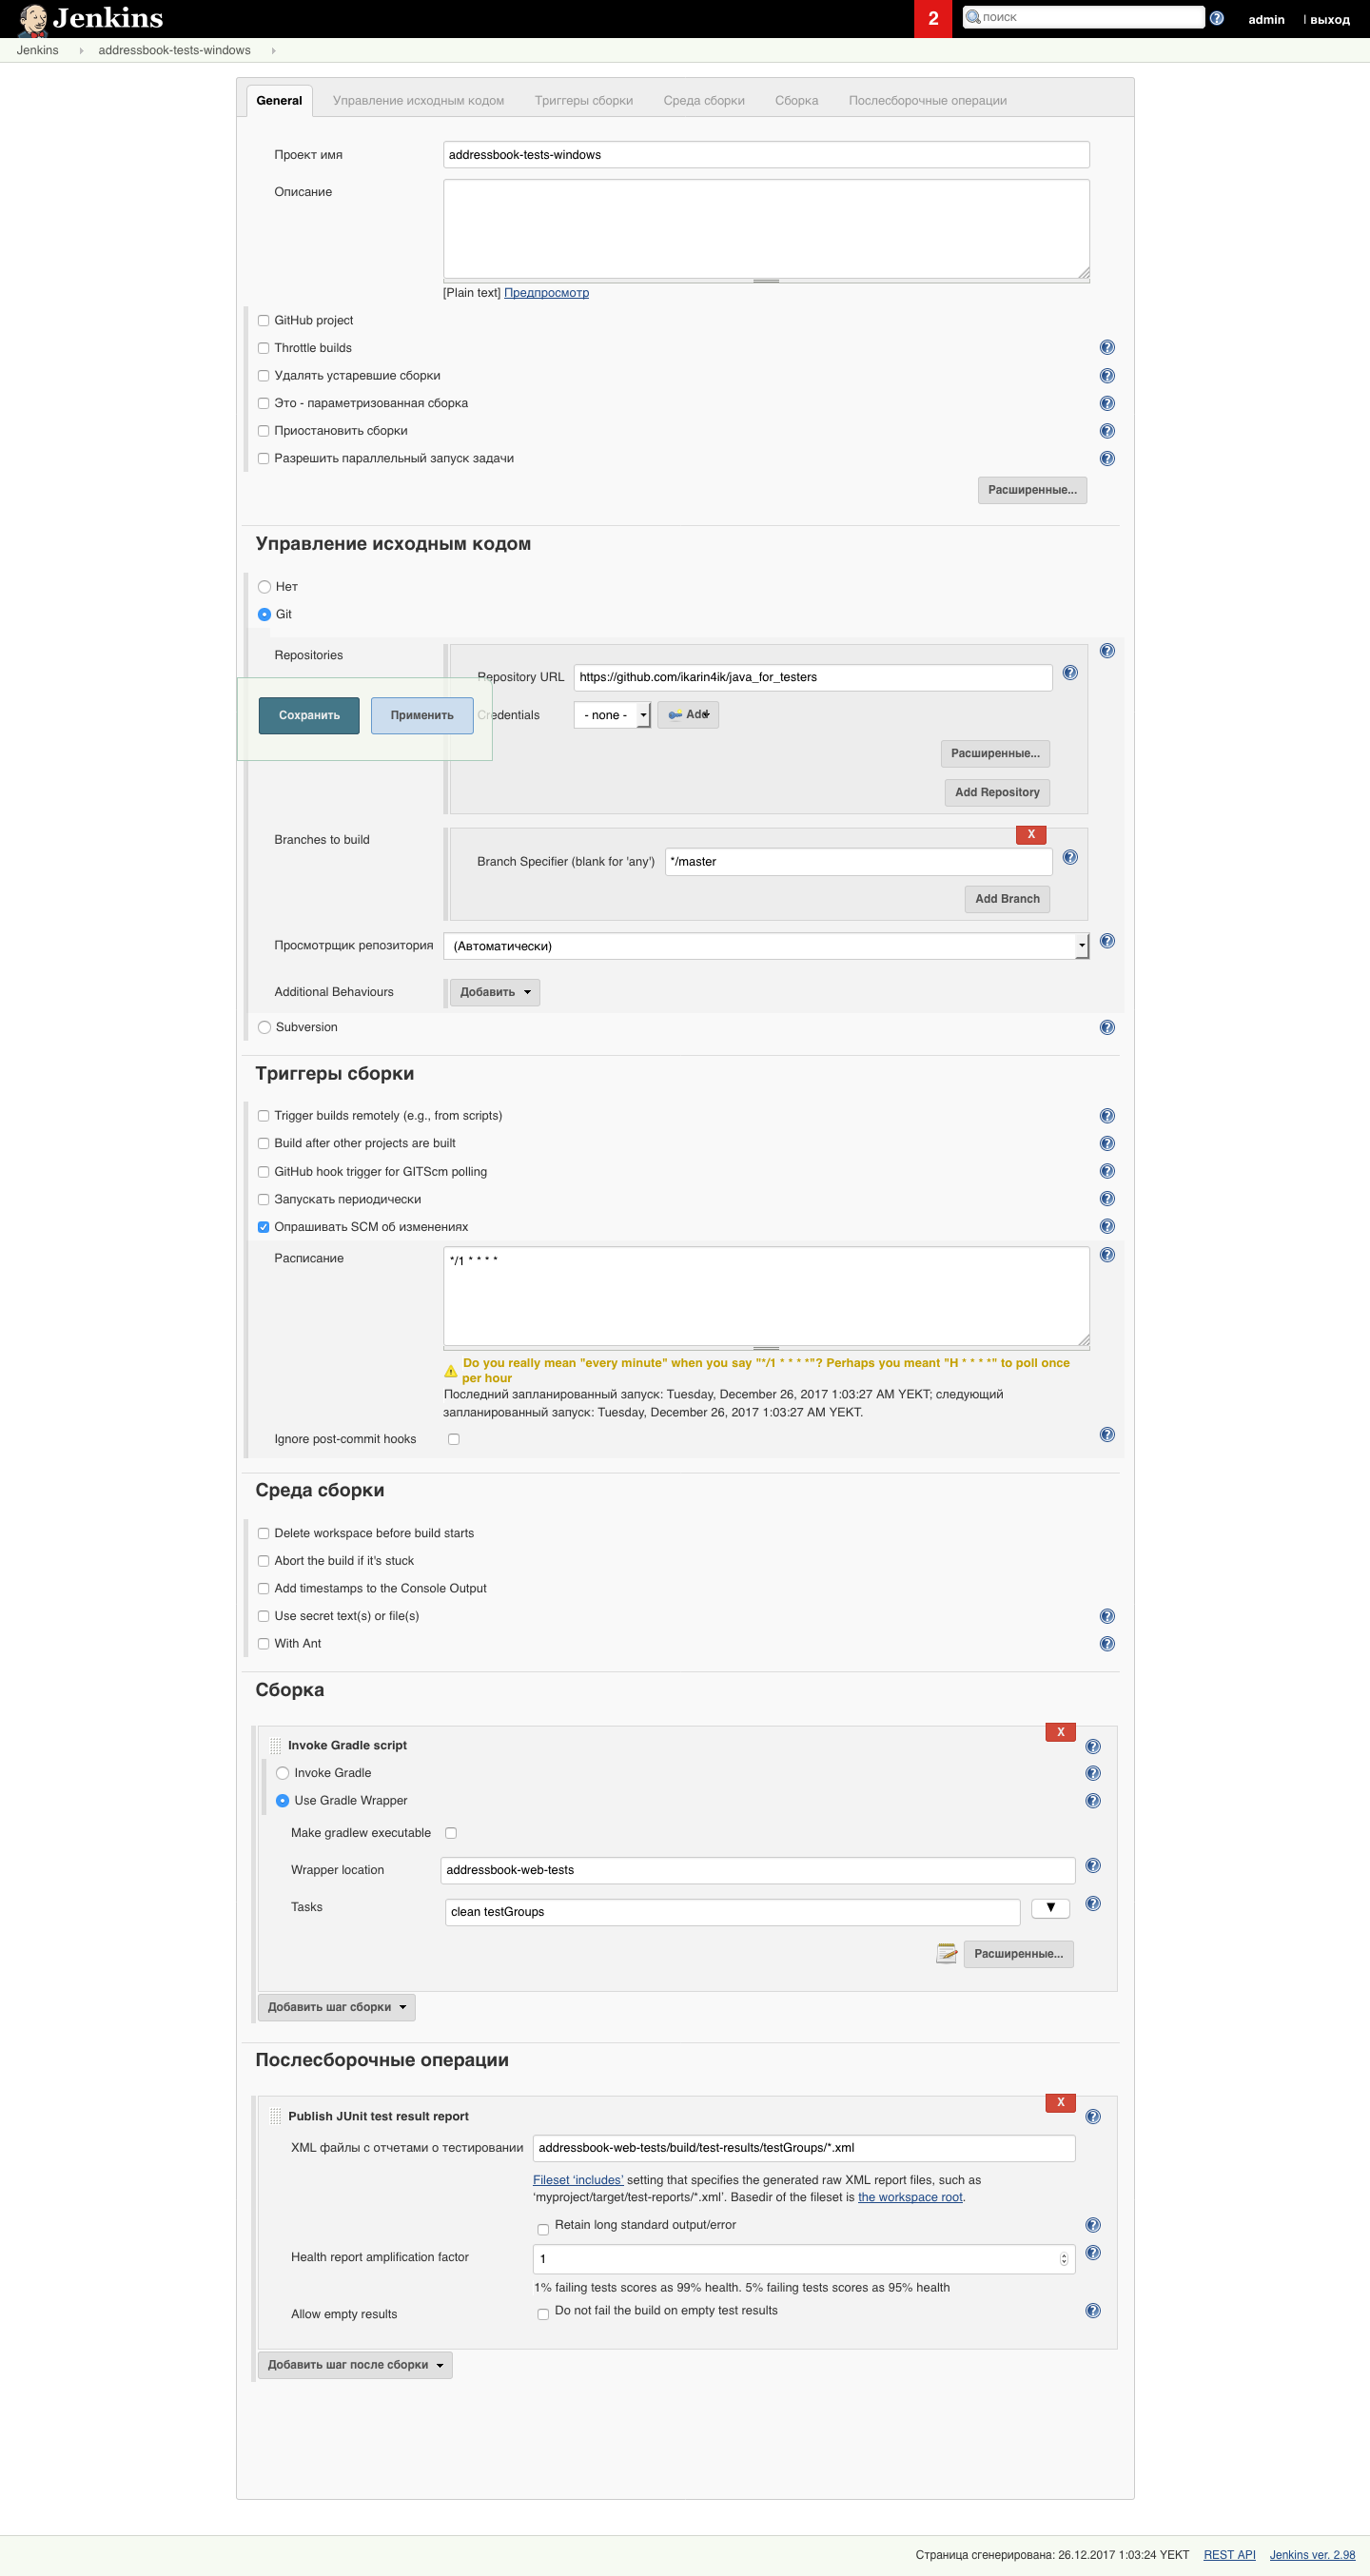 Jenkins
2
поиск
admin
| выход
Jenkins
addressbook-tests-windows
General
Управление исходным кодом
Триггеры сборки
Среда сборки
Сборка
Послесборочные операции
Проект имя
addressbook-tests-windows
Описание
[Plain text] Предпросмотр
GitHub project
Throttle builds
Удалять устаревшие сборки
Это - параметризованная сборка
Приостановить сборки
Разрешить параллельный запуск задачи
Расширенные...
Управление исходным кодом
Нет
Git
Repositories
Repository URL
https://github.com/ikarin4ik/java_for_testers
Сохранить
Применить
Credentials
- none -
Add
Расширенные...
Add Repository
Branches to build
X
Branch Specifier (blank for 'any')
*/master
Add Branch
Просмотрщик репозитория
(Автоматически)
Additional Behaviours
Добавить
Subversion
Триггеры сборки
Trigger builds remotely (e.g., from scripts)
Build after other projects are built
GitHub hook trigger for GITScm polling
Запускать периодически
Опрашивать SCM об изменениях
Расписание
*/1 * * * *
Do you really mean "every minute" when you say "*/1 * * * *"? Perhaps you meant "H * * * *" to poll once
per hour
Последний запланированный запуск: Tuesday, December 26, 2017 1:03:27 AM YEKT; следующий
запланированный запуск: Tuesday, December 26, 2017 1:03:27 AM YEKT.
Ignore post-commit hooks
Среда сборки
Delete workspace before build starts
Abort the build if it's stuck
Add timestamps to the Console Output
Use secret text(s) or file(s)
With Ant
Сборка
X
Invoke Gradle script
Invoke Gradle
Use Gradle Wrapper
Make gradlew executable
Wrapper location
addressbook-web-tests
Tasks
clean testGroups
Расширенные...
Добавить шаг сборки
Послесборочные операции
X
Publish JUnit test result report
XML файлы с отчетами о тестировании
addressbook-web-tests/build/test-results/testGroups/*.xml
Fileset ‘includes’ setting that specifies the generated raw XML report files, such as
‘myproject/target/test-reports/*.xml’. Basedir of the fileset is the workspace root.
Retain long standard output/error
Health report amplification factor
1
1% failing tests scores as 99% health. 5% failing tests scores as 95% health
Allow empty results
Do not fail the build on empty test results
Добавить шаг после сборки
Страница сгенерирована: 26.12.2017 1:03:24 YEKT
REST API
Jenkins ver. 2.98